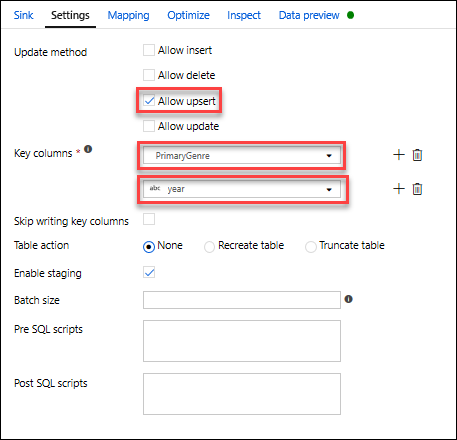 Sink Settings Mapping Optimize Inspect Data preview
Update method Allow insert
Allow delete
Allow upsert
Allow update
Key columns * PrimaryGenre
abc year
Skip writing key columns
Table action None Recreate table Truncate table
Enable staging
Batch size
Pre SQL scripts
Post SQL scripts